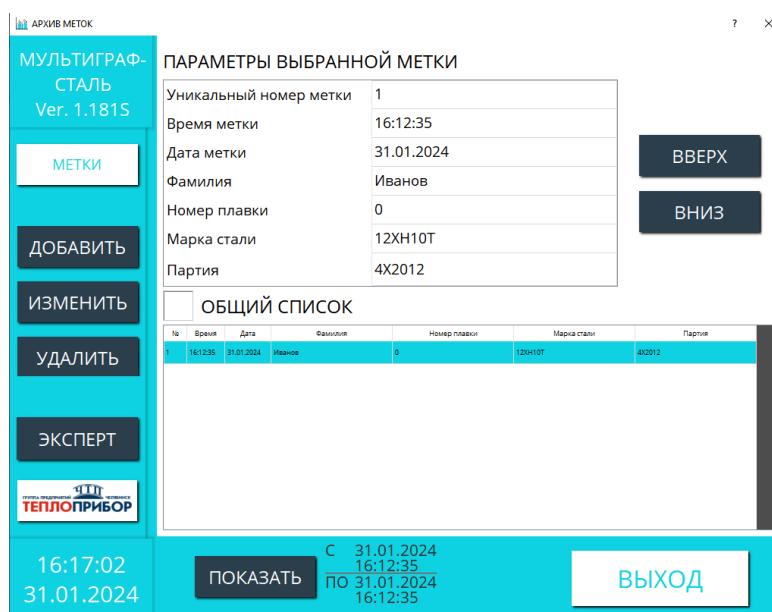 АРХИВ МЕТОК
?
МУЛЬТИГРАФ-
СТАЛЬ
Ver. 1.181S
МЕТКИ
ДОБАВИТЬ
ИЗМЕНИТЬ
УДАЛИТЬ
ЭКСПЕРТ
ГРУППА ПРЕДПРИЯТИЙ ЧТП ЧЕЛЯБИНСК
ТЕПЛОПРИБОР
16:17:02
31.01.2024
ПАРАМЕТРЫ ВЫБРАННОЙ МЕТКИ
Уникальный номер метки 1
Время метки 16:12:35
Дата метки 31.01.2024
Фамилия Иванов
Номер плавки 0
Марка стали 12ХН10Т
Партия 4Х2012
ВВЕРХ
ВНИЗ
ОБЩИЙ СПИСОК
№ Время Дата Фамилия Номер плавки Марка стали Партия
1 16:12:35 31.01.2024 Иванов 0 12ХН10Т 4Х2012
ПОКАЗАТЬ
С 31.01.2024
16:12:35
ПО 31.01.2024
16:12:35
ВЫХОД